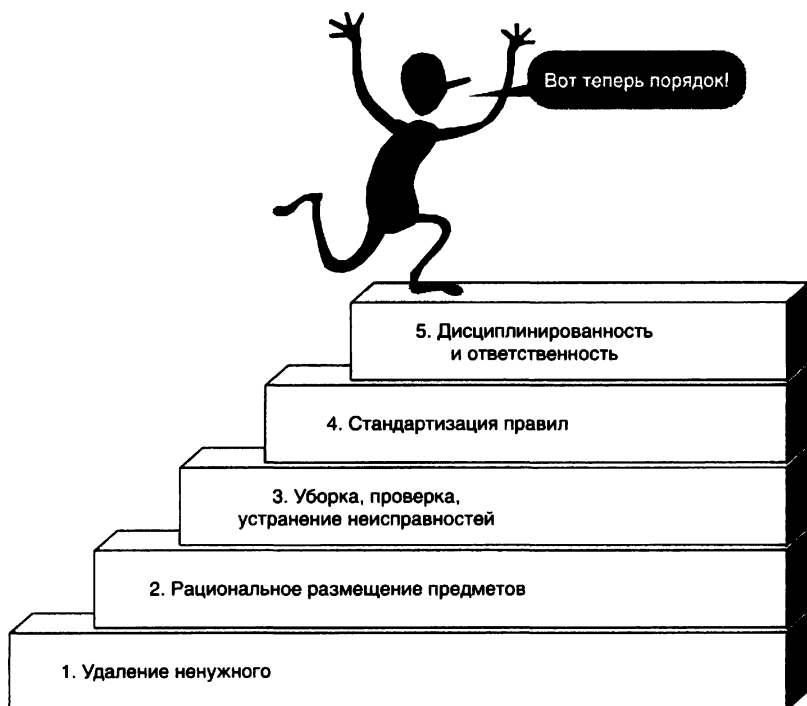 Вот теперь порядок!
5. Дисциплинированность
и ответственность
4. Стандартизация правил
3. Уборка, проверка,
устранение неисправностей
2. Рациональное размещение предметов
1. Удаление ненужного